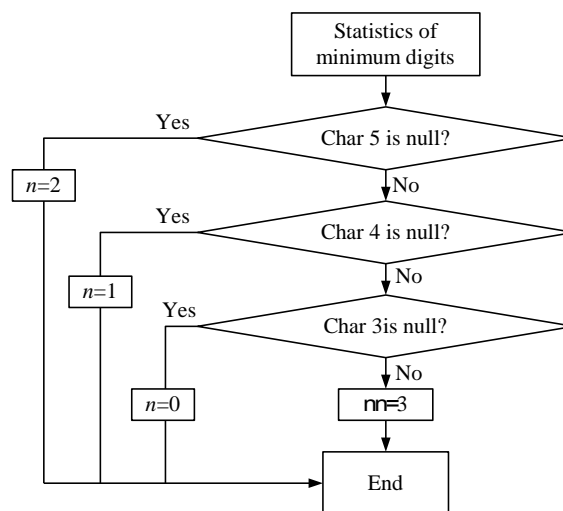 Statistics of
minimum digits
Yes
Char 5 is null?
n=2
No
Yes
Char 4 is null?
n=1
No
Yes
Char 3is null?
n=0
No
nn=3
End